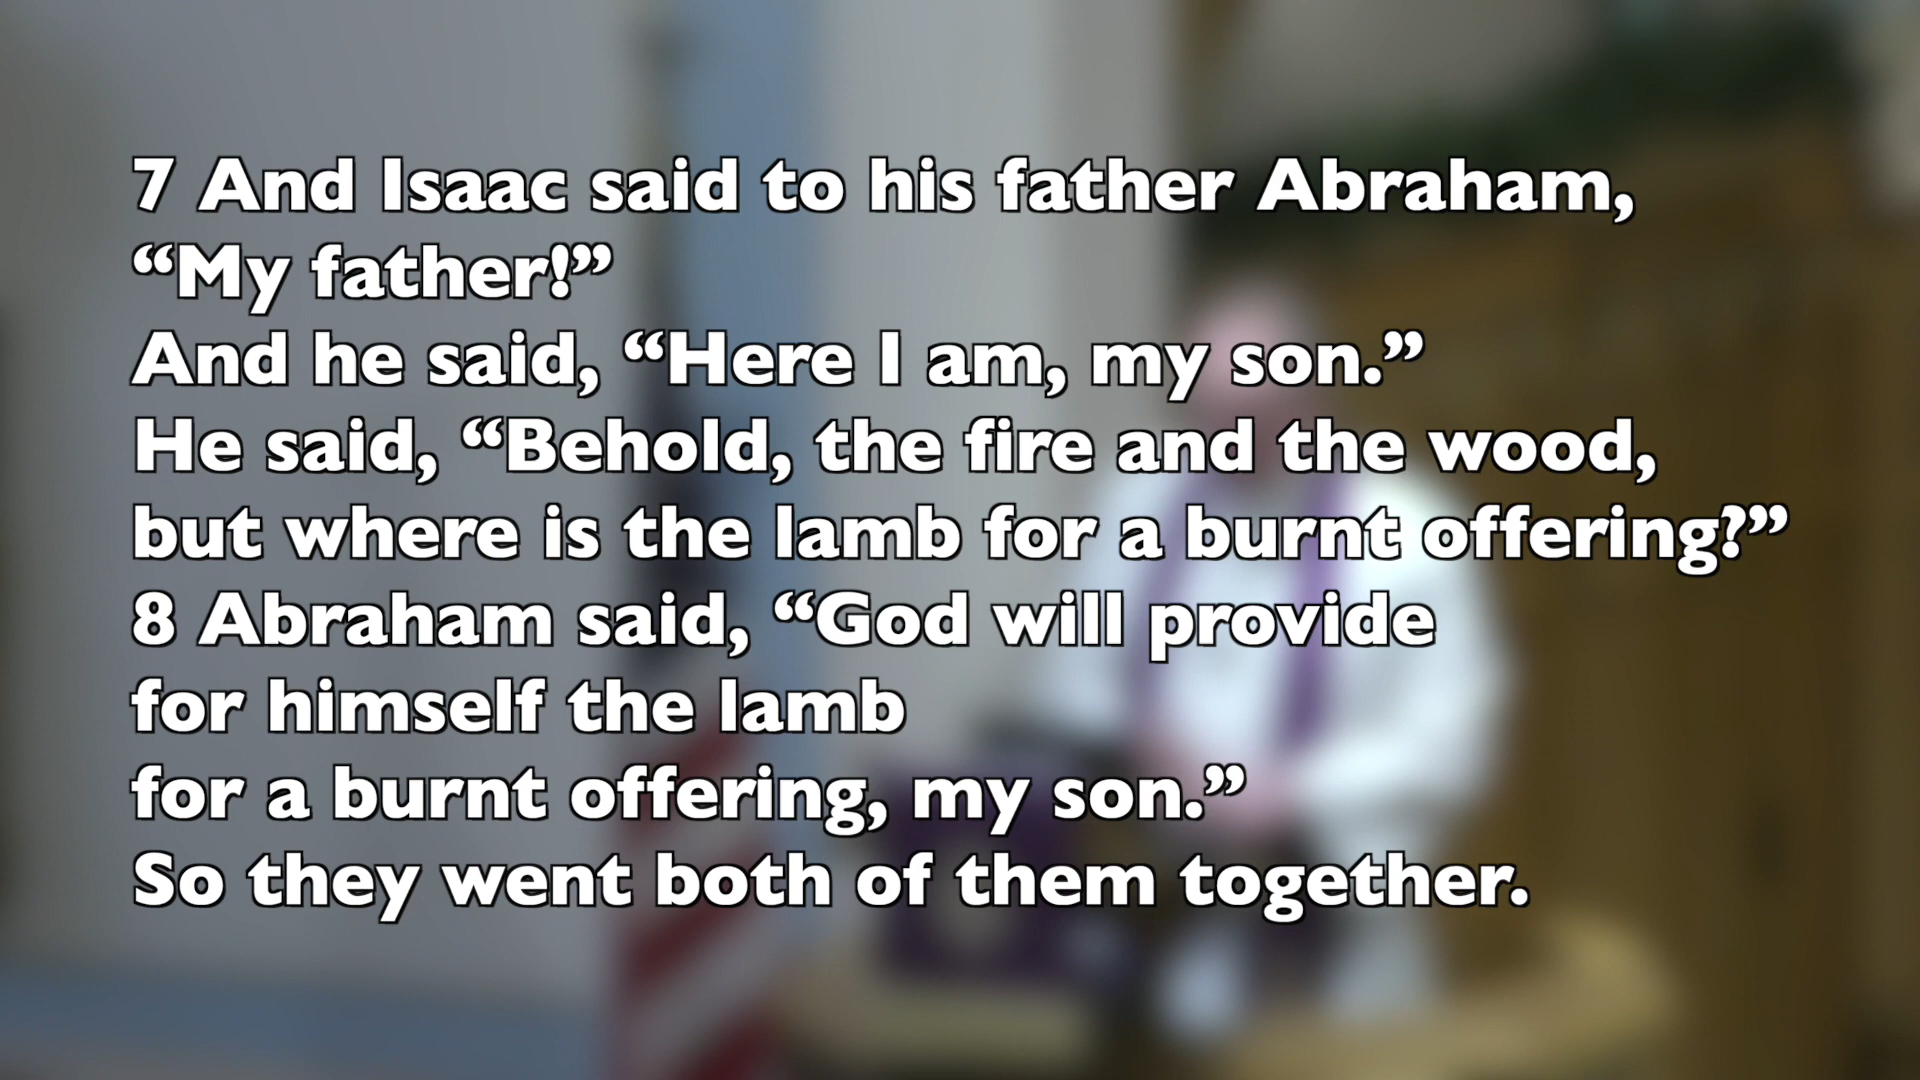 7 And Isaac said to his father Abraham,
“My father!”
And he said, “Here I am, my son.”
He said, “Behold, the fire and the wood,
but where is the lamb for a burnt offering?”
8 Abraham said, “God will provide
for himself the lamb
for a burnt offering, my son.”
So they went both of them together.